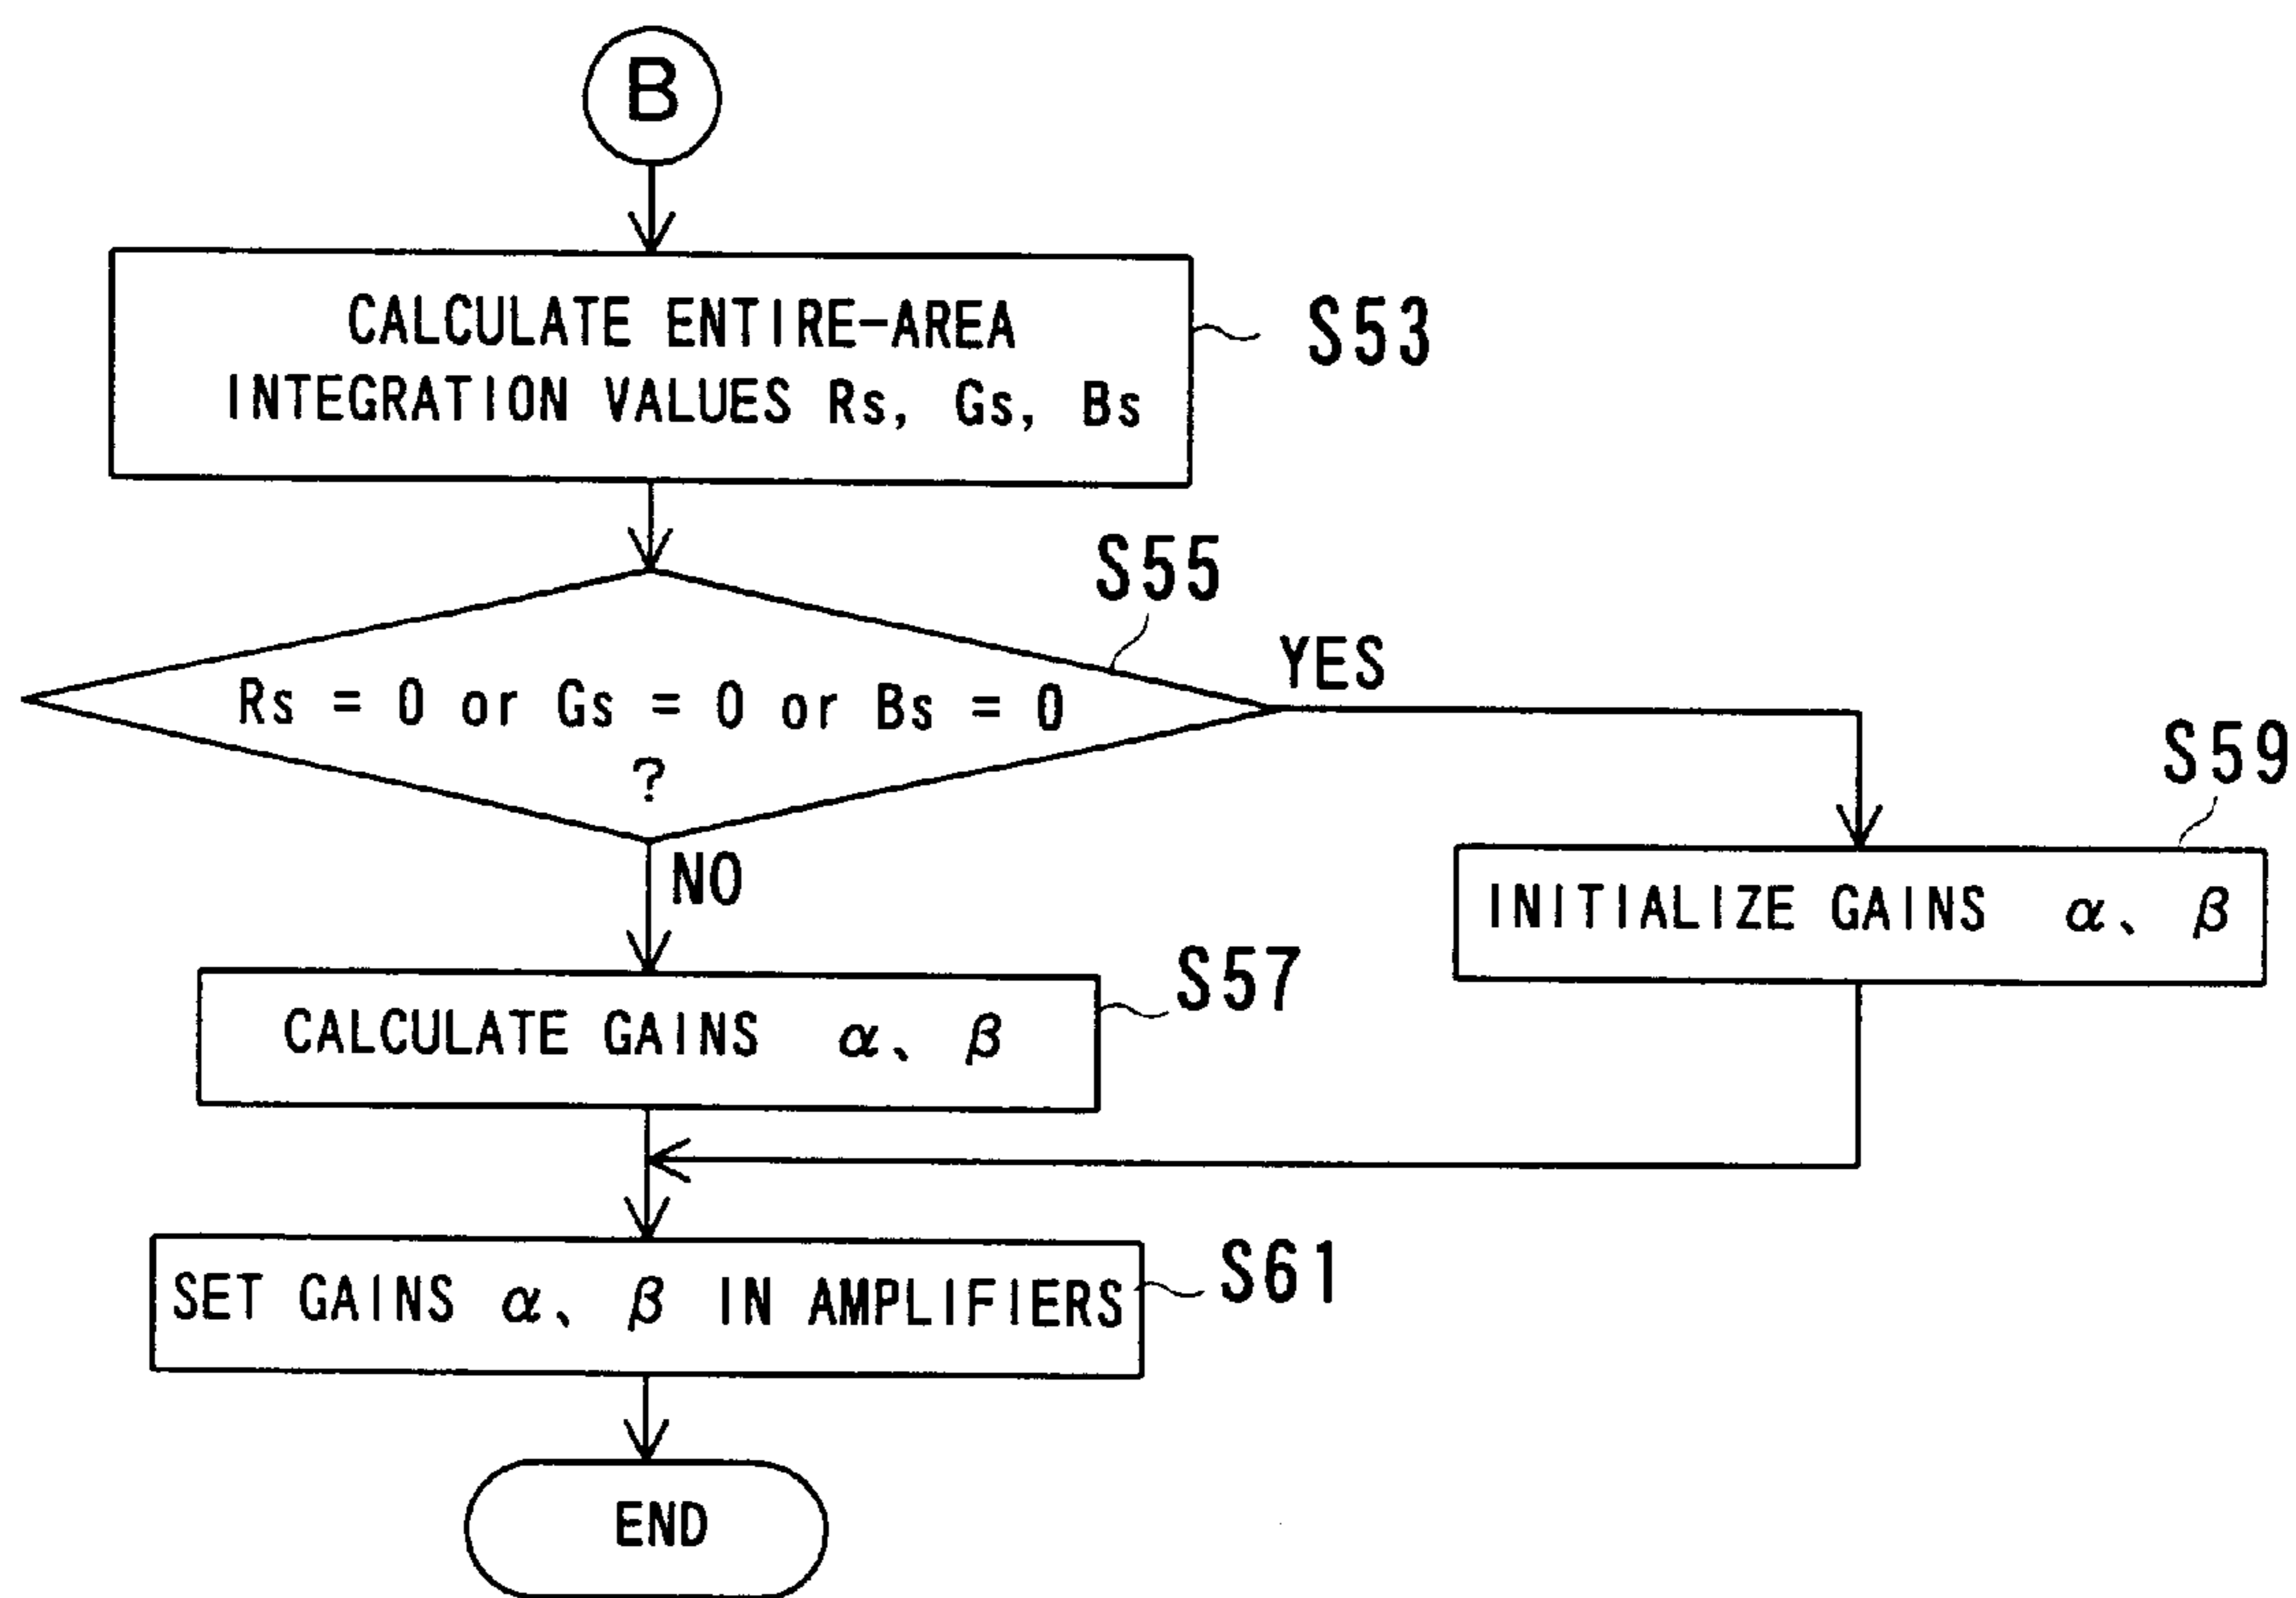 B
CALCULATE ENTIRE-AREA
INTEGRATION VALUES Rs, Gs, Bs
S53
S55
Rs = 0 or Gs = 0 or Bs = 0
?
YES
NO
S59
INITIALIZE GAINS α、β
S57
CALCULATE GAINS α、β
SET GAINS α、β IN AMPLIFIERS
S61
END